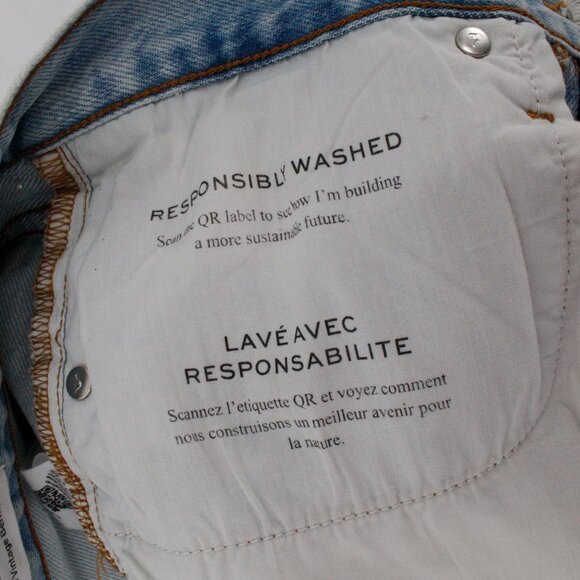 RESPONSIBLY WASHED
Scan the QR label to see how I'm building
a more sustainable future.
LAVÉ AVEC
RESPONSABILITE
Scannez l'etiquette QR et voyez comment
nous construisons un meilleur avenir pour
la nature.
Vintage